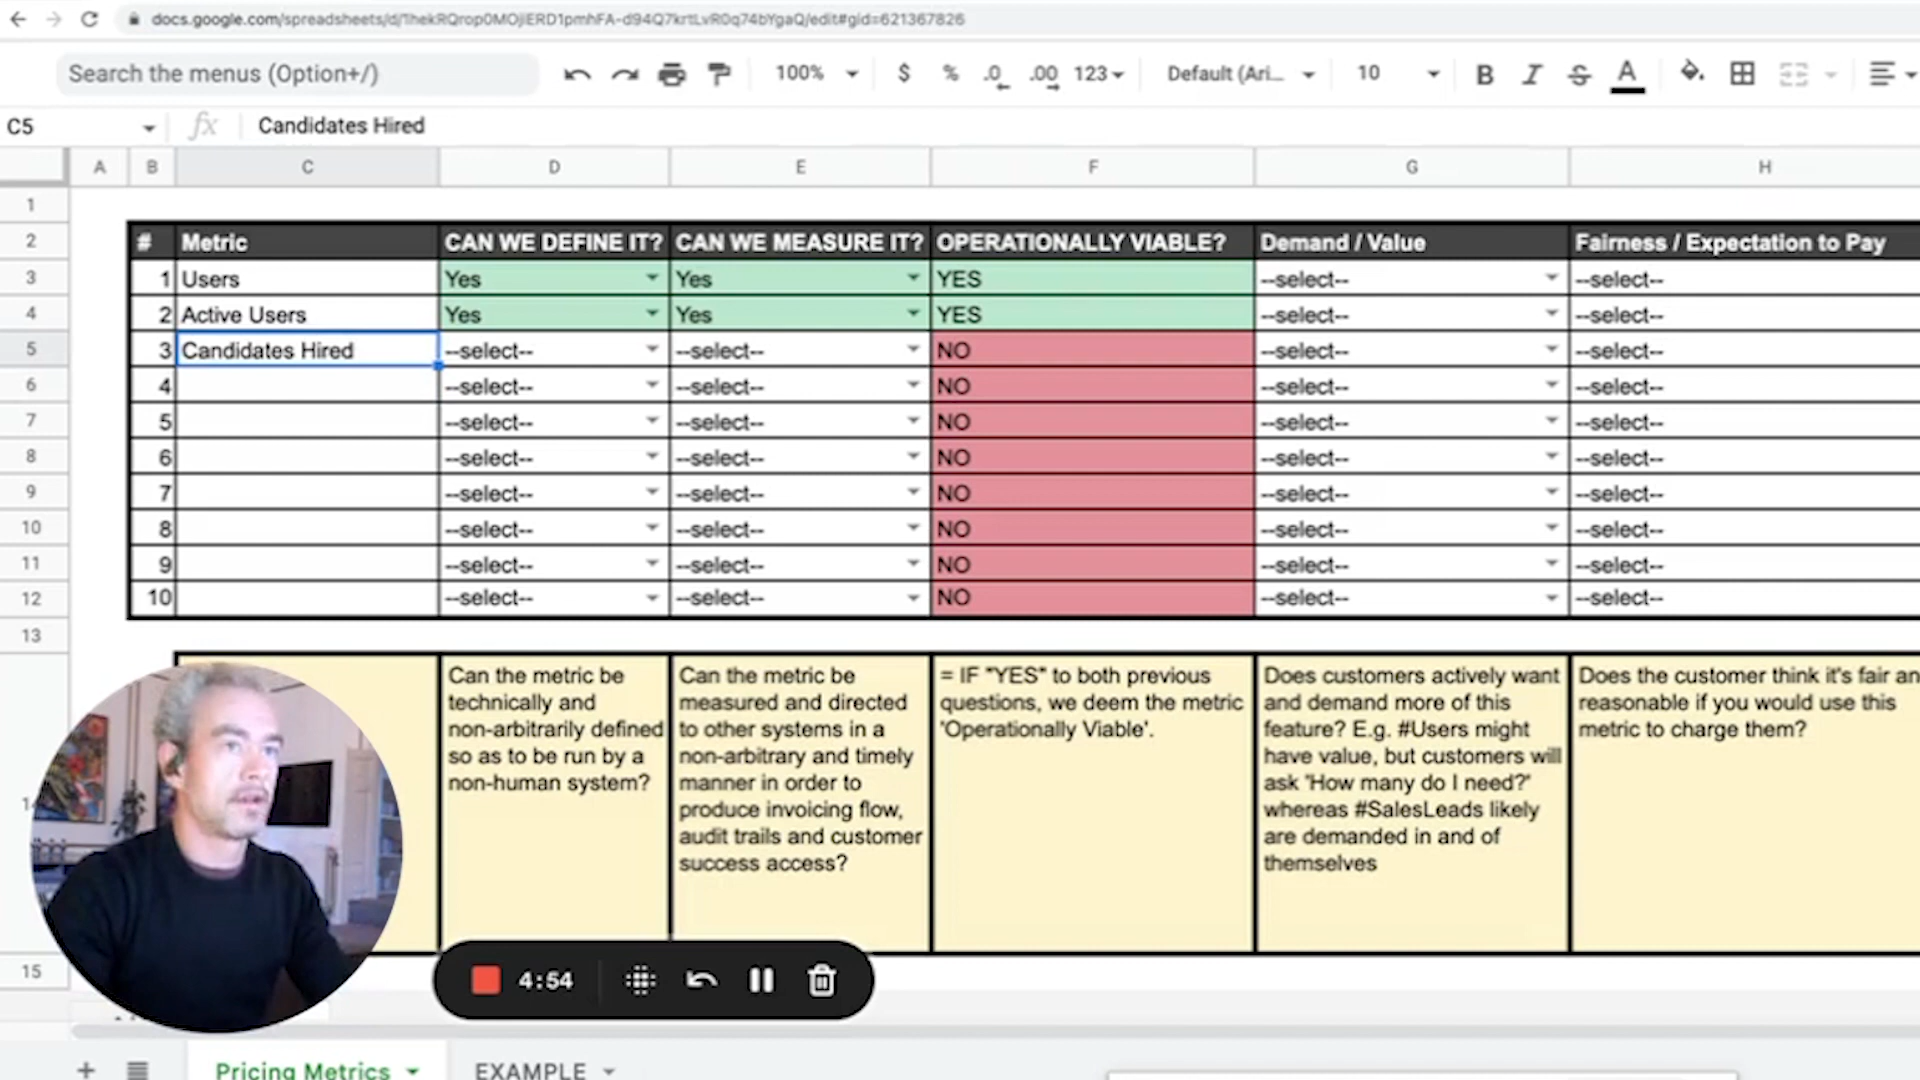 docs.google.com/spreadsheets/d/1hekRQrop0MOjIERD1pmhFA-d94Q7krtLvR0q74bYgaQ/edit#gid=621367826
Search the menus (Option+/) 100% $ % .0 .00 123 Default (Ari... 10 B I S A
C5 fx Candidates Hired
A B C D E F G H
1
2 # Metric CAN WE DEFINE IT? CAN WE MEASURE IT? OPERATIONALLY VIABLE? Demand / Value Fairness / Expectation to Pay
3 1 Users Yes Yes YES --select-- --select--
4 2 Active Users Yes Yes YES --select-- --select--
5 3 Candidates Hired --select-- --select-- NO --select-- --select--
6 4 --select-- --select-- NO --select-- --select--
7 5 --select-- --select-- NO --select-- --select--
8 6 --select-- --select-- NO --select-- --select--
9 7 --select-- --select-- NO --select-- --select--
10 8 --select-- --select-- NO --select-- --select--
11 9 --select-- --select-- NO --select-- --select--
12 10 --select-- --select-- NO --select-- --select--
13
Can the metric be
technically and
non-arbitrarily defined
so as to be run by a
non-human system?
Can the metric be
measured and directed
to other systems in a
non-arbitrary and timely
manner in order to
produce invoicing flow,
audit trails and customer
success access?
= IF "YES" to both previous
questions, we deem the metric
'Operationally Viable'.
Does customers actively want
and demand more of this
feature? E.g. #Users might
have value, but customers will
ask 'How many do I need?'
whereas #SalesLeads likely
are demanded in and of
themselves
Does the customer think it's fair an
reasonable if you would use this
metric to charge them?
15
4:54
+ Pricing Metrics EXAMPLE